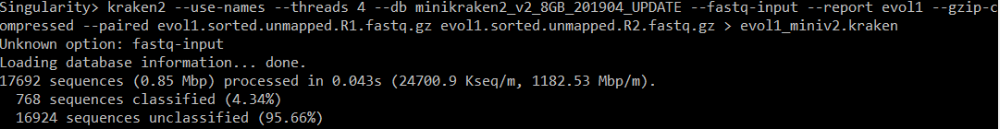 Singularity> kraken2 --use-names --threads 4 --db minikraken2_v2_8GB_201904_UPDATE --fastq-input --report evol1 --gzip-c
ompressed --paired evol1.sorted.unmapped.R1.fastq.gz evol1.sorted.unmapped.R2.fastq.gz > evol1_miniv2.kraken
Unknown option: fastq-input
Loading database information... done.
17692 sequences (0.85 Mbp) processed in 0.043s (24700.9 Kseq/m, 1182.53 Mbp/m).
  768 sequences classified (4.34%)
  16924 sequences unclassified (95.66%)